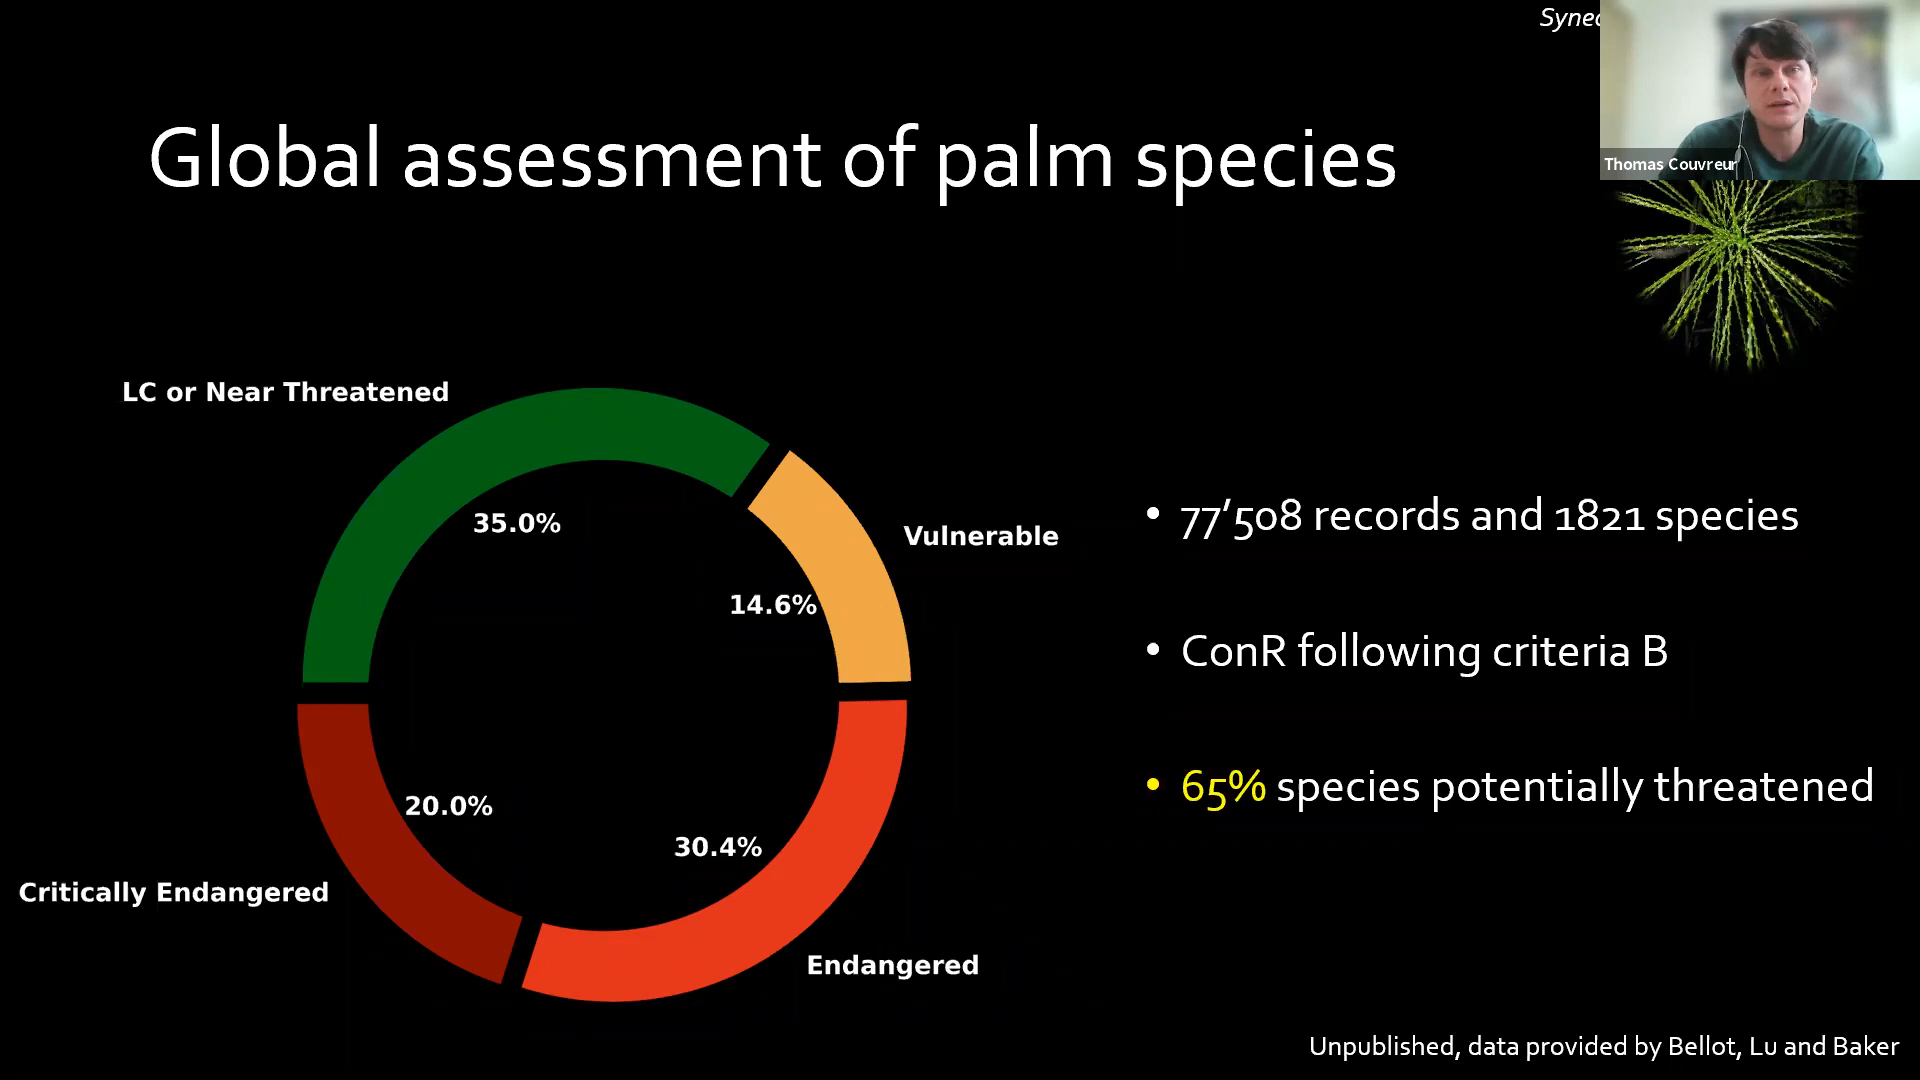 Global assessment of palm species
Thomas Couvreur
LC or Near Threatened
35.0%
Vulnerable
14.6%
20.0%
30.4%
Critically Endangered
Endangered
• 77’508 records and 1821 species
• ConR following criteria B
• 65% species potentially threatened
Unpublished, data provided by Bellot, Lu and Baker